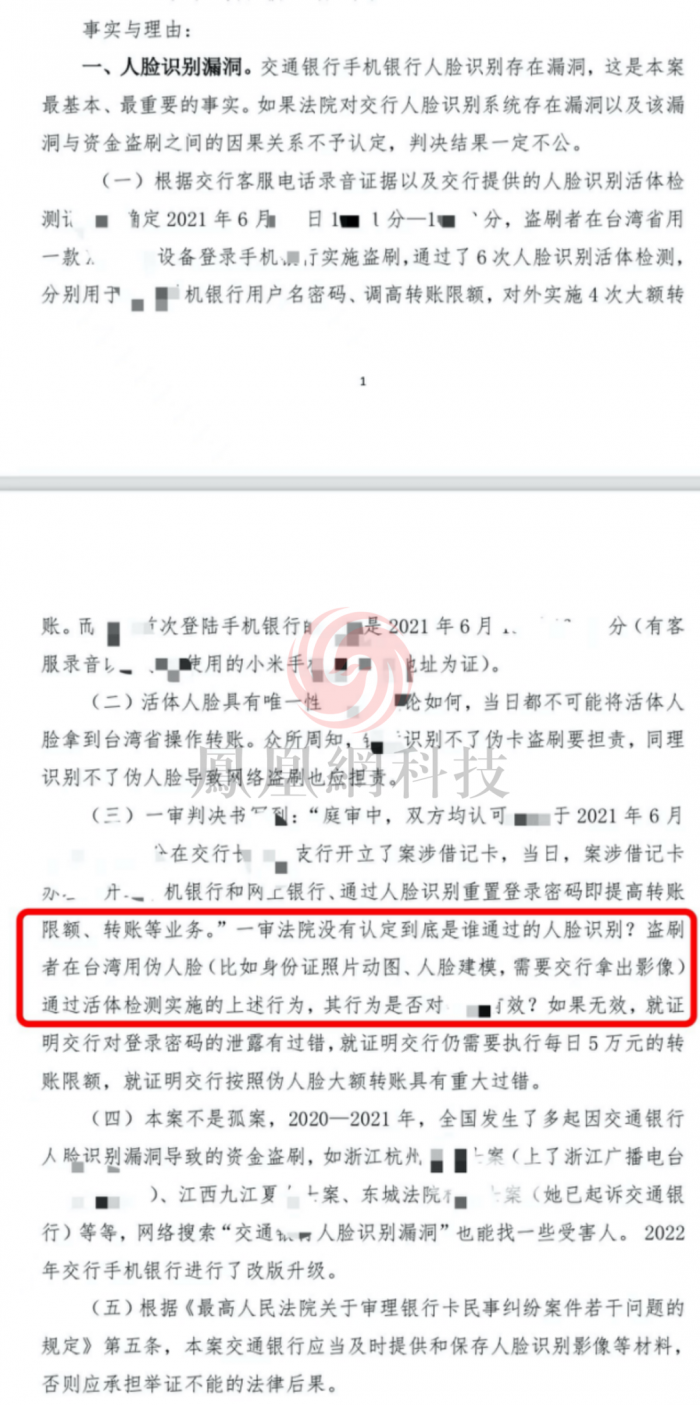 事实与理由:
一、人脸识别漏洞。交通银行手机银行人脸识别存在漏洞，这是本案
最基本、最重要的事实。如果法院对交行人脸识别系统存在漏洞以及该漏
洞与资金盗刷之间的因果关系不予认定，判决结果一定不公。
（一）根据交行客服电话录音证据以及交行提供的人脸识别活体检
测 确定 2021 年 6 月 日 1 1 分—1 分，盗刷者在台湾省用
一款 设备登录手机 行实施盗刷，通过了 6 次人脸识别活体检测，
分别用于 机银行用户名密码、调高转账限额，对外实施 4 次大额转
1
账。而 首次登陆手机银行 是 2021 年 6 月 分（有客
服录音 使用的小米手 地址为证）。
（二）活体人脸具有唯一性 论如何，当日都不可能将活体人
脸拿到台湾省操作转账。众所周知， 识别不了伪卡盗刷要担责，同理
识别不了伪人脸导致网络盗刷也应担责。
鳳凰網科技
（三）一审判决书 到：“庭审中，双方均认可 于 2021 年 6 月
分在交行 支行开立了案涉借记卡，当日，案涉借记卡
开 机银行和网上银行、通过人脸识别重置登录密码即提高转账
限额、转账等业务。”一审法院没有认定到底是谁通过的人脸识别？盗刷
者在台湾用伪人脸（比如身份证照片动图、人脸建模，需要交行拿出影像）
通过活体检测实施的上述行为，其行为是否对 有效？如果无效，就证
明交行对登录密码的泄露有过错，就证明交行仍需要执行每日 5 万元的转
账限额，就证明交行按照伪人脸大额转账具有重大过错。
（四）本案不是孤案，2020—2021 年，全国发生了多起因交通银行
人脸识别漏洞导致的资金盗刷，如浙江杭州 案（上了浙江广播电台
）、江西九江夏 案、东城法院 案（她已起诉交通银
行）等等，网络搜索“交通 人脸识别漏洞”也能找一些受害人。2022
年交行手机银行进行了改版升级。
（五）根据《最高人民法院关于审理银行卡民事纠纷案件若干问题的
规定》第五条，本案交通银行应当及时提供和保存人脸识别影像等材料，
否则应承担举证不能的法律后果。